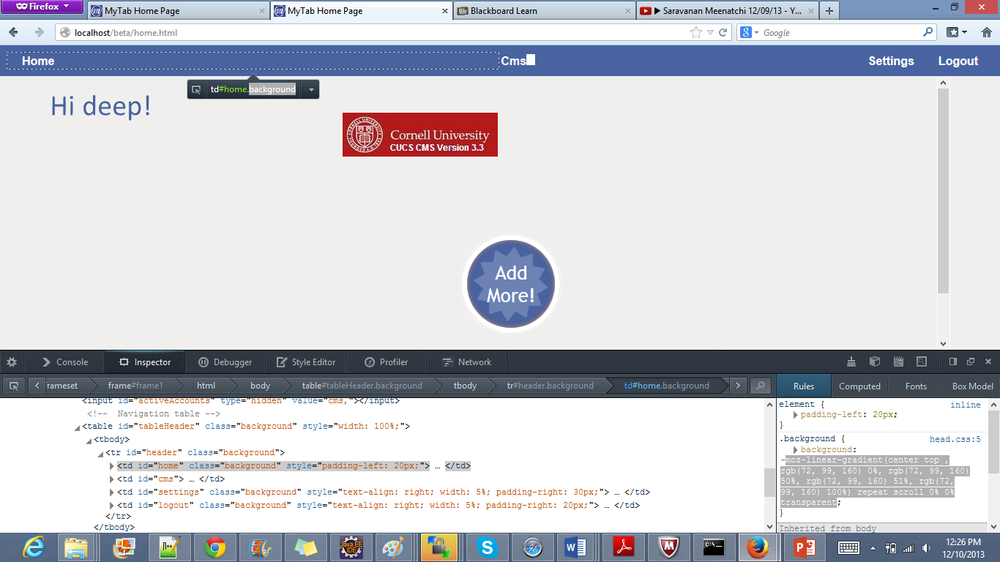 Firefox
MyTab Home Page
MyTab Home Page
Bb Blackboard Learn
Saravanan Meenatchi 12/09/13 - Y...
localhost/beta/home.html
Google
Home
Cms
Settings
Logout
td#home.background
Hi deep!
Cornell University
CUCS CMS Version 3.3
Add
More!
Console
Inspector
Debugger
Style Editor
Profiler
Network
frameset
frame#frame1
html
body
table#tableHeader.background
tbody
tr#header.background
td#home.background
Rules
Computed
Fonts
Box Model
<input id="activeAccounts" type="hidden" value="cms,"></input>
<!-- Navigation table -->
<table id="tableHeader" class="background" style="width: 100%;">
<tbody>
<tr id="header" class="background">
<td id="home" class="background" style="padding-left: 20px;"> … </td>
<td id="cms"> … </td>
<td id="settings" class="background" style="text-align: right; width: 5%; padding-right: 30px;"> … </td>
<td id="logout" class="background" style="text-align: right; width: 5%; padding-right: 20px;"> … </td>
</tr>
</tbody>
element {
inline
padding-left: 20px;
}
.background {
head.css:5
background:
-moz-linear-gradient(center top ,
rgb(72, 99, 160) 0%, rgb(72, 99, 160)
50%, rgb(72, 99, 160) 51%, rgb(72,
99, 160) 100%) repeat scroll 0% 0%
transparent;
}
Inherited from body
Java EE
IDE
12:26 PM
12/10/2013